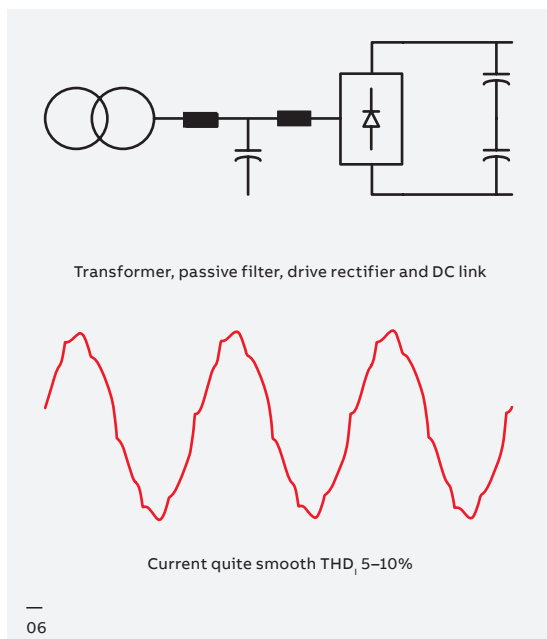 Transformer, passive filter, drive rectifier and DC link
Current quite smooth THDI 5–10%
—
06